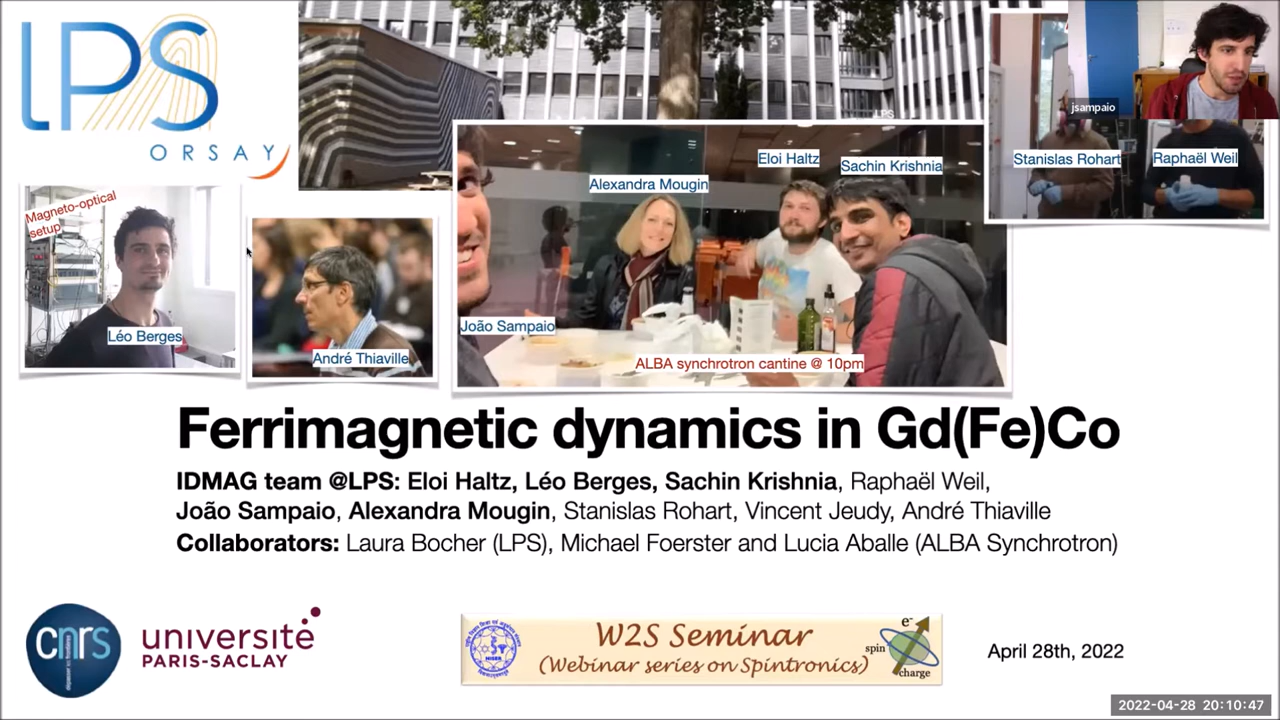 LPS
ORSAY
LPS
jsampaio
Stanislas Rohart
Raphaël Weil
Eloi Haltz
Sachin Krishnia
Alexandra Mougin
Magneto-optical
setup
Léo Berges
André Thiaville
João Sampaio
ALBA synchrotron cantine @ 10pm
Ferrimagnetic dynamics in Gd(Fe)Co
IDMAG team @LPS: Eloi Haltz, Léo Berges, Sachin Krishnia, Raphaël Weil,
João Sampaio, Alexandra Mougin, Stanislas Rohart, Vincent Jeudy, André Thiaville
Collaborators: Laura Bocher (LPS), Michael Foerster and Lucia Aballe (ALBA Synchrotron)
cnrs
université
PARIS-SACLAY
W2S Seminar
(Webinar series on Spintronics)
NISER
e-
spin
charge
April 28th, 2022
2022-04-28 20:10:47